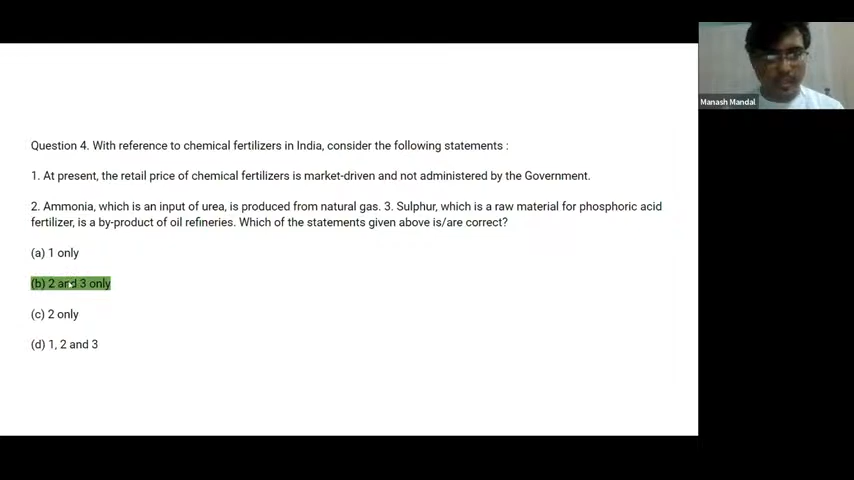 Manash Mandal
Question 4. With reference to chemical fertilizers in India, consider the following statements :
1. At present, the retail price of chemical fertilizers is market-driven and not administered by the Government.
2. Ammonia, which is an input of urea, is produced from natural gas. 3. Sulphur, which is a raw material for phosphoric acid
fertilizer, is a by-product of oil refineries. Which of the statements given above is/are correct?
(a) 1 only
(b) 2 and 3 only
(c) 2 only
(d) 1, 2 and 3